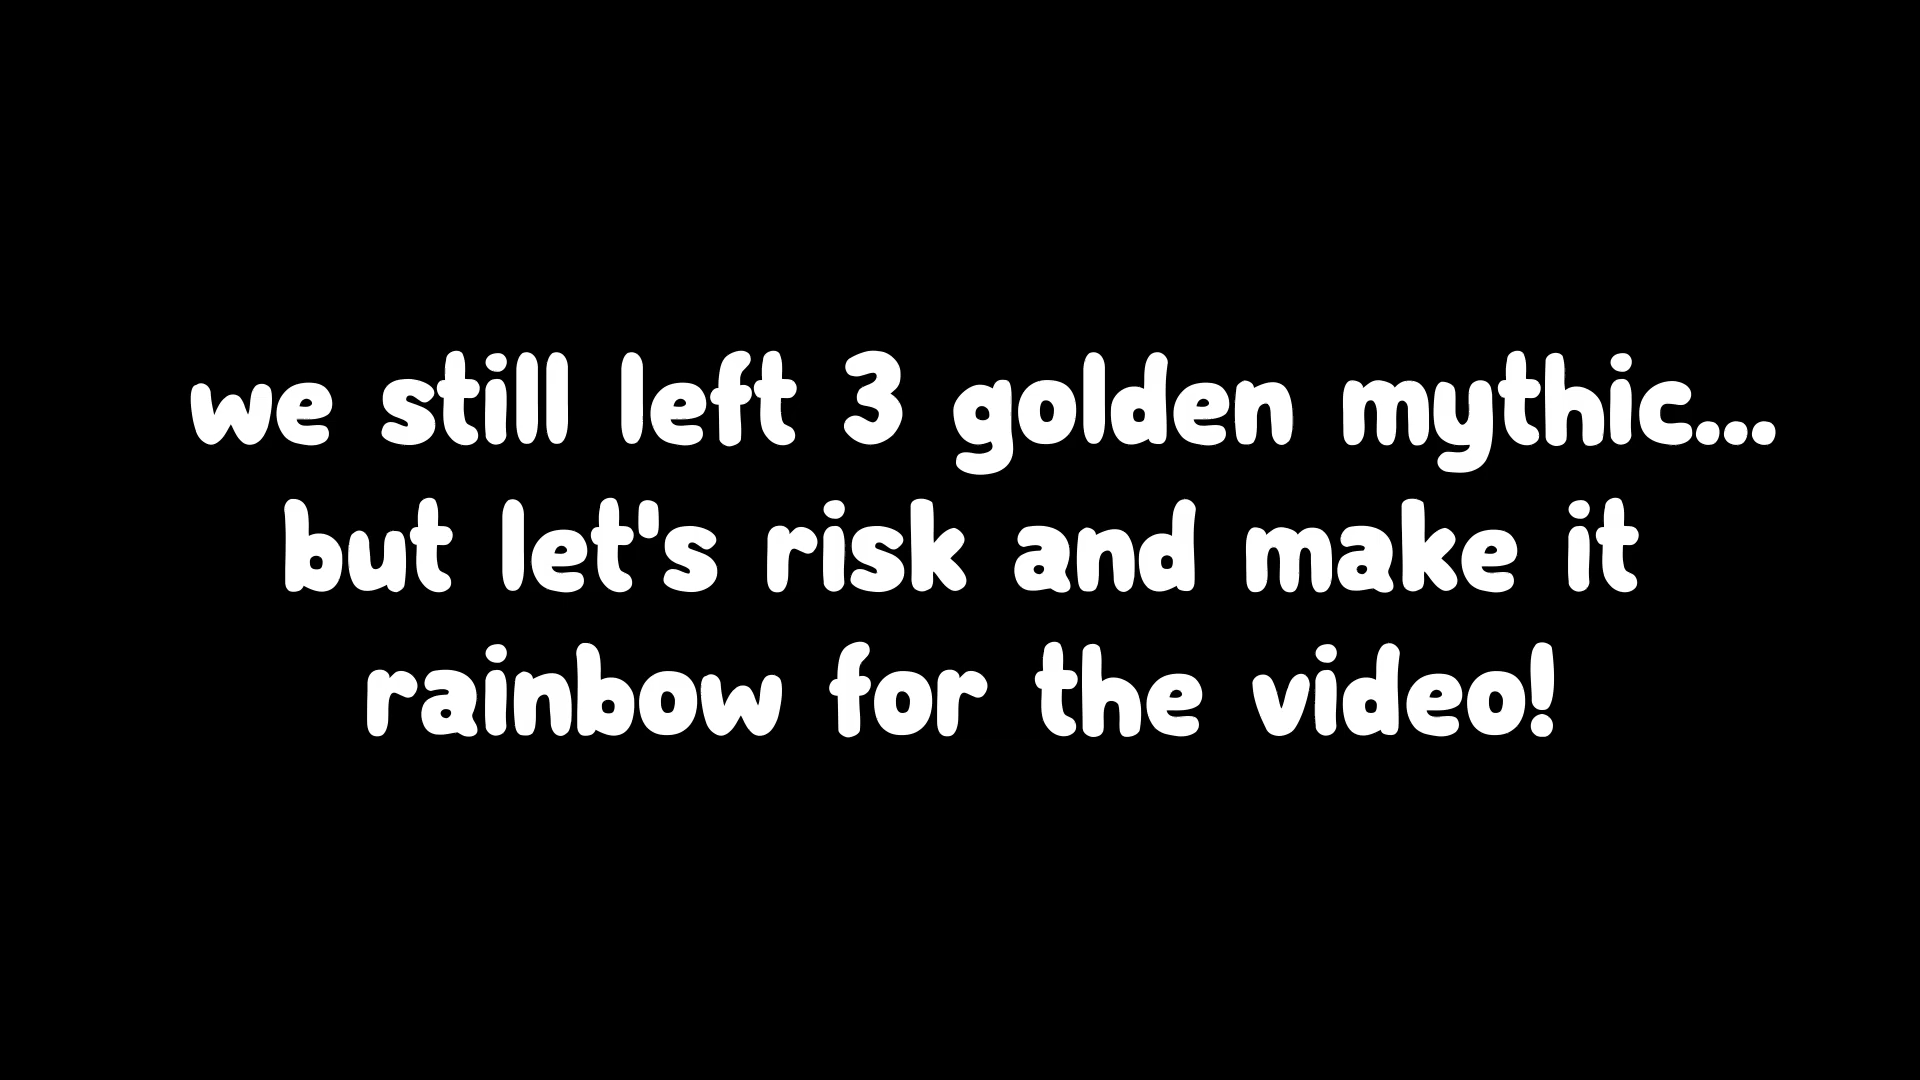 we still left 3 golden mythic...
but let's risk and make it
rainbow for the video!